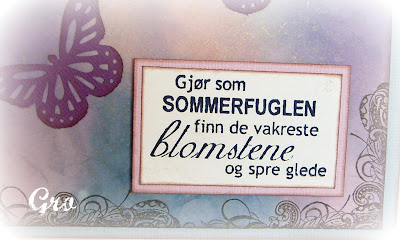 Gjør som
SOMMERFUGLEN
finn de vakreste
blomstene
og spre glede
Gro